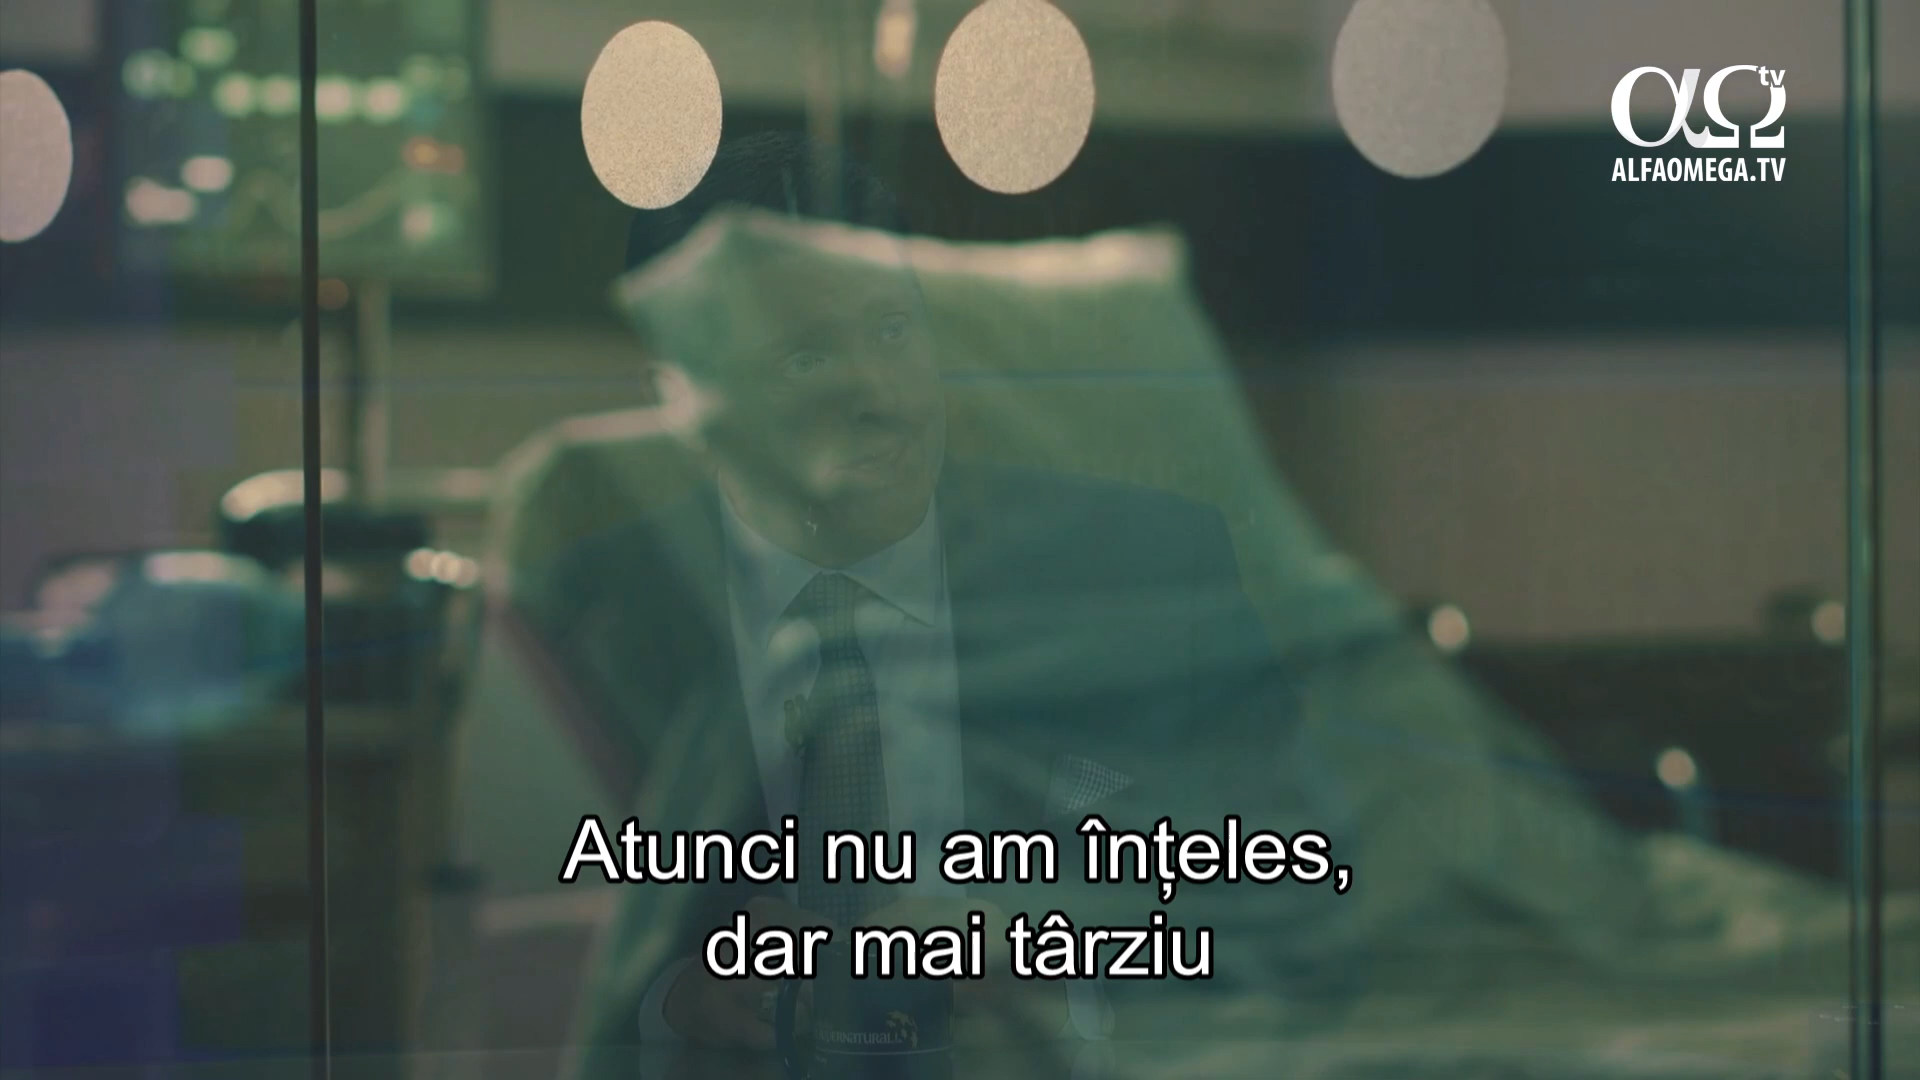 αΩ tv
ALFAOMEGA.TV
Atunci nu am înțeles,
dar mai târziu